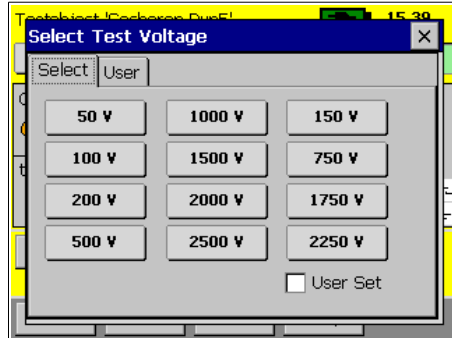 15 39
Select Test Voltage
Select User
50 V 1000 V 150 V
100 V 1500 V 750 V
200 V 2000 V 1750 V
500 V 2500 V 2250 V
User Set